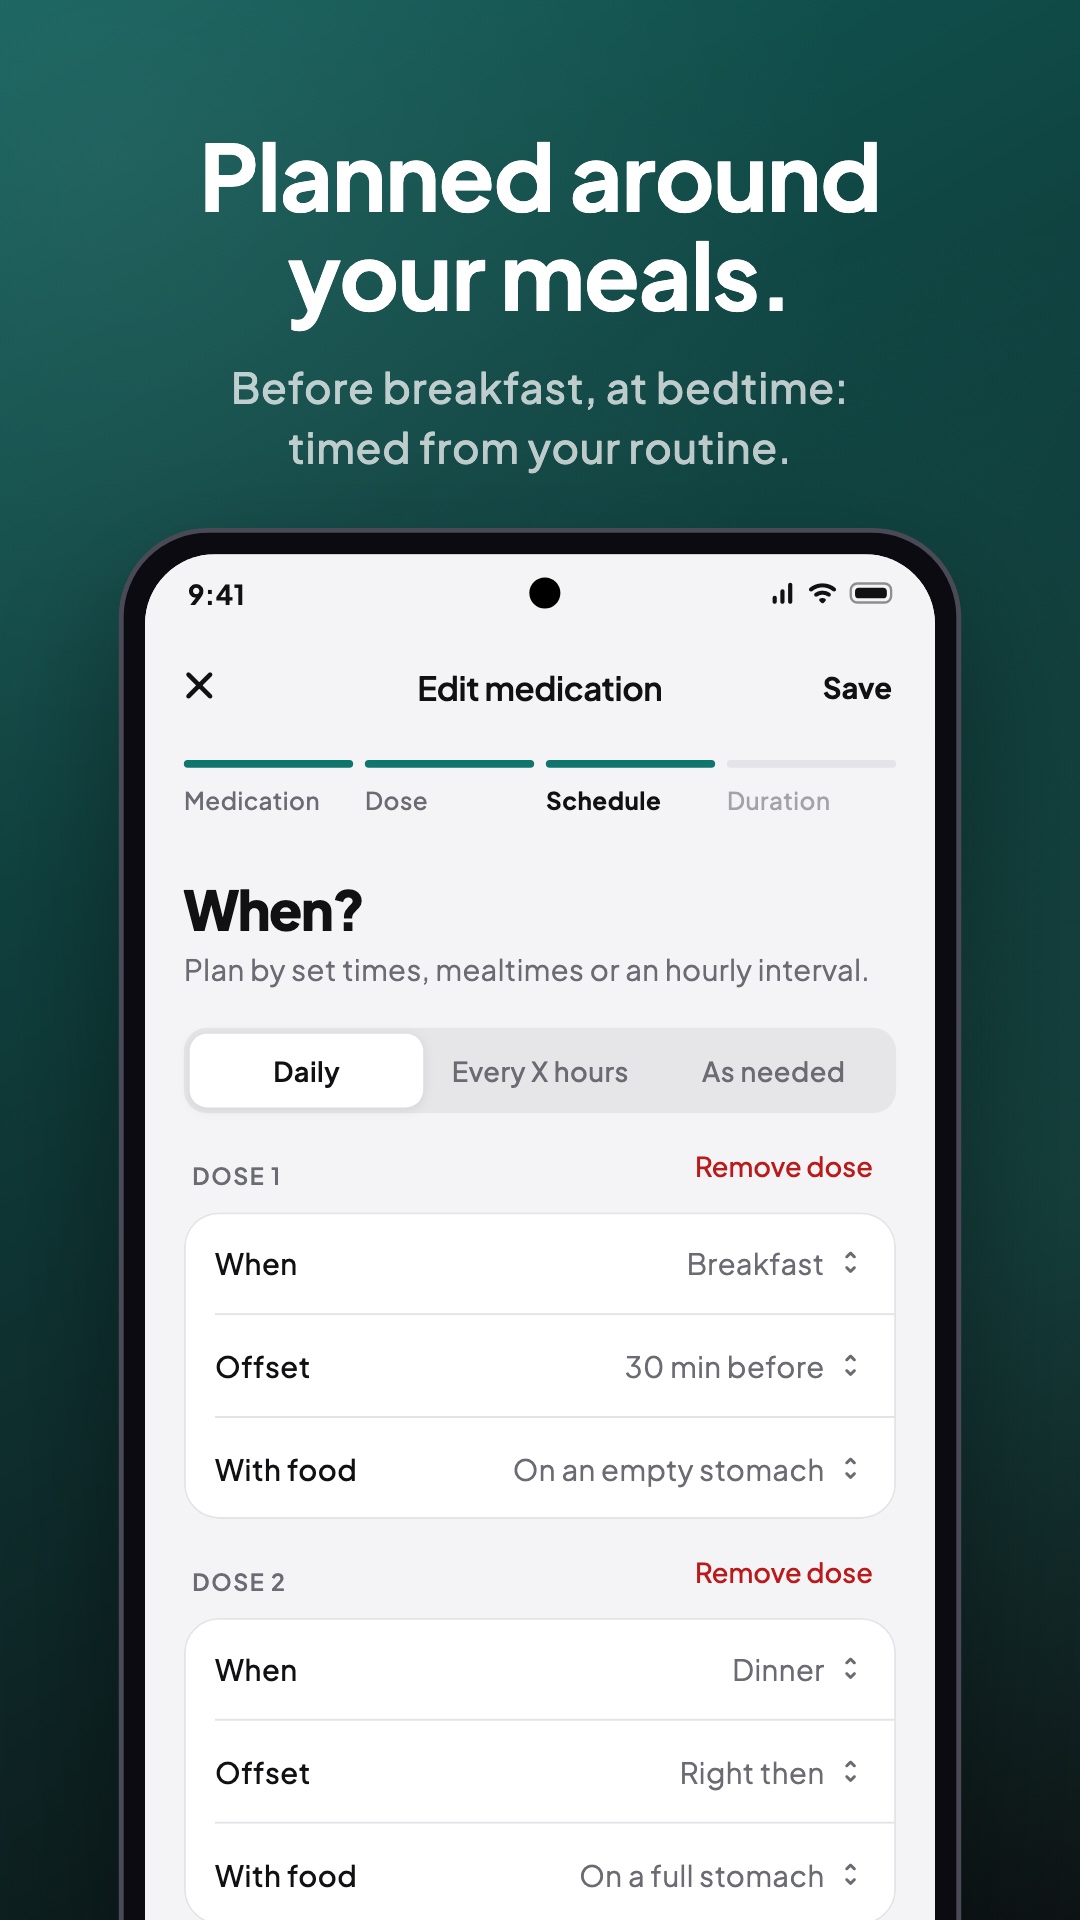 Planned around
your meals.
Before breakfast, at bedtime:
timed from your routine.
9:41
Edit medication
Save
Medication
Dose
Schedule
Duration
When?
Plan by set times, mealtimes or an hourly interval.
Daily
Every X hours
As needed
DOSE 1
Remove dose
When
Breakfast
Offset
30 min before
With food
On an empty stomach
DOSE 2
Remove dose
When
Dinner
Offset
Right then
With food
On a full stomach